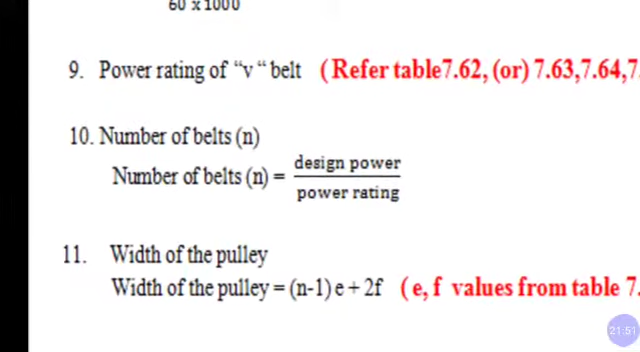 60 x 1000
9. Power rating of “v “ belt ( Refer table7.62, (or) 7.63,7.64,7.
10. Number of belts (n)
Number of belts (n) = design power
power rating
11. Width of the pulley
Width of the pulley = (n-1) e + 2f ( e, f values from table 7.
21:51